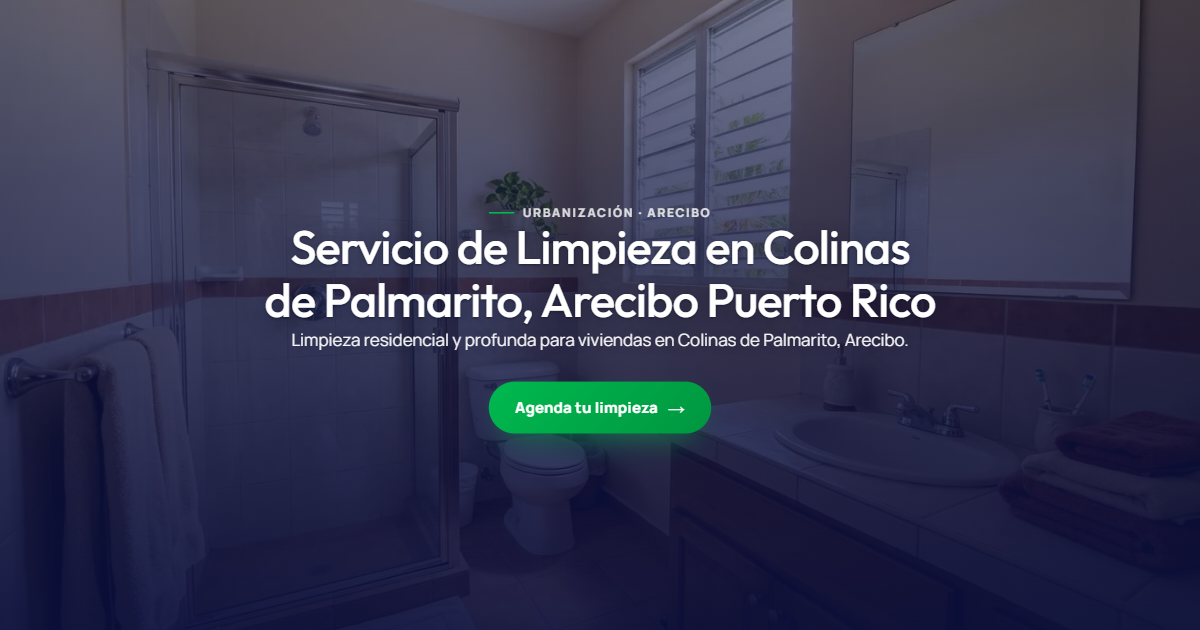 URBANIZACIÓN · ARECIBO
Servicio de Limpieza en Colinas
de Palmarito, Arecibo Puerto Rico
Limpieza residencial y profunda para viviendas en Colinas de Palmarito, Arecibo.
Agenda tu limpieza →